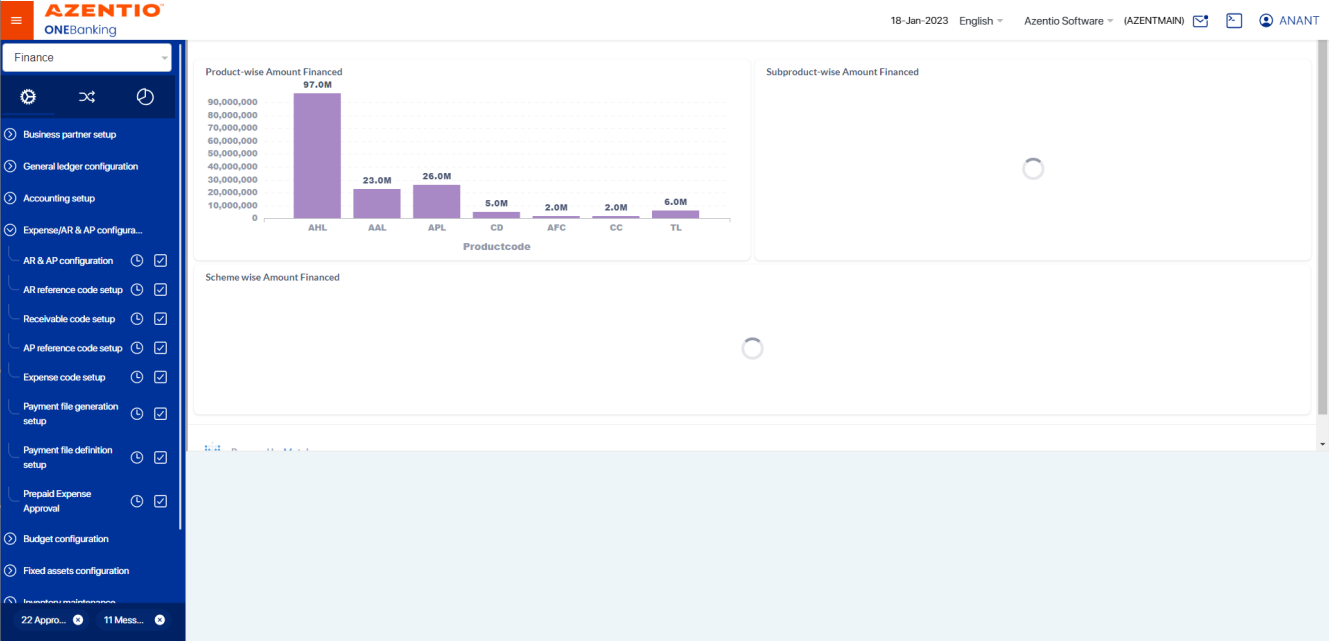 AZENTIO
ONEBanking
18-Jan-2023 English Azentio Software (AZENTMAIN) ANANT
Finance
Business partner setup
General ledger configuration
Accounting setup
Expense/AR & AP configura...
AR & AP configuration
AR reference code setup
Receivable code setup
AP reference code setup
Expense code setup
Payment file generation
setup
Payment file definition
setup
Prepaid Expense
Approval
Budget configuration
Fixed assets configuration
Inventory maintenance
22 Appro... 11 Mess...
Product-wise Amount Financed
97.0M
90,000,000
80,000,000
70,000,000
60,000,000
50,000,000
40,000,000
30,000,000
20,000,000
10,000,000
0
23.0M
26.0M
5.0M
2.0M
2.0M
6.0M
AHL AAL APL CD AFC CC TL
Productcode
Subproduct-wise Amount Financed
Scheme wise Amount Financed